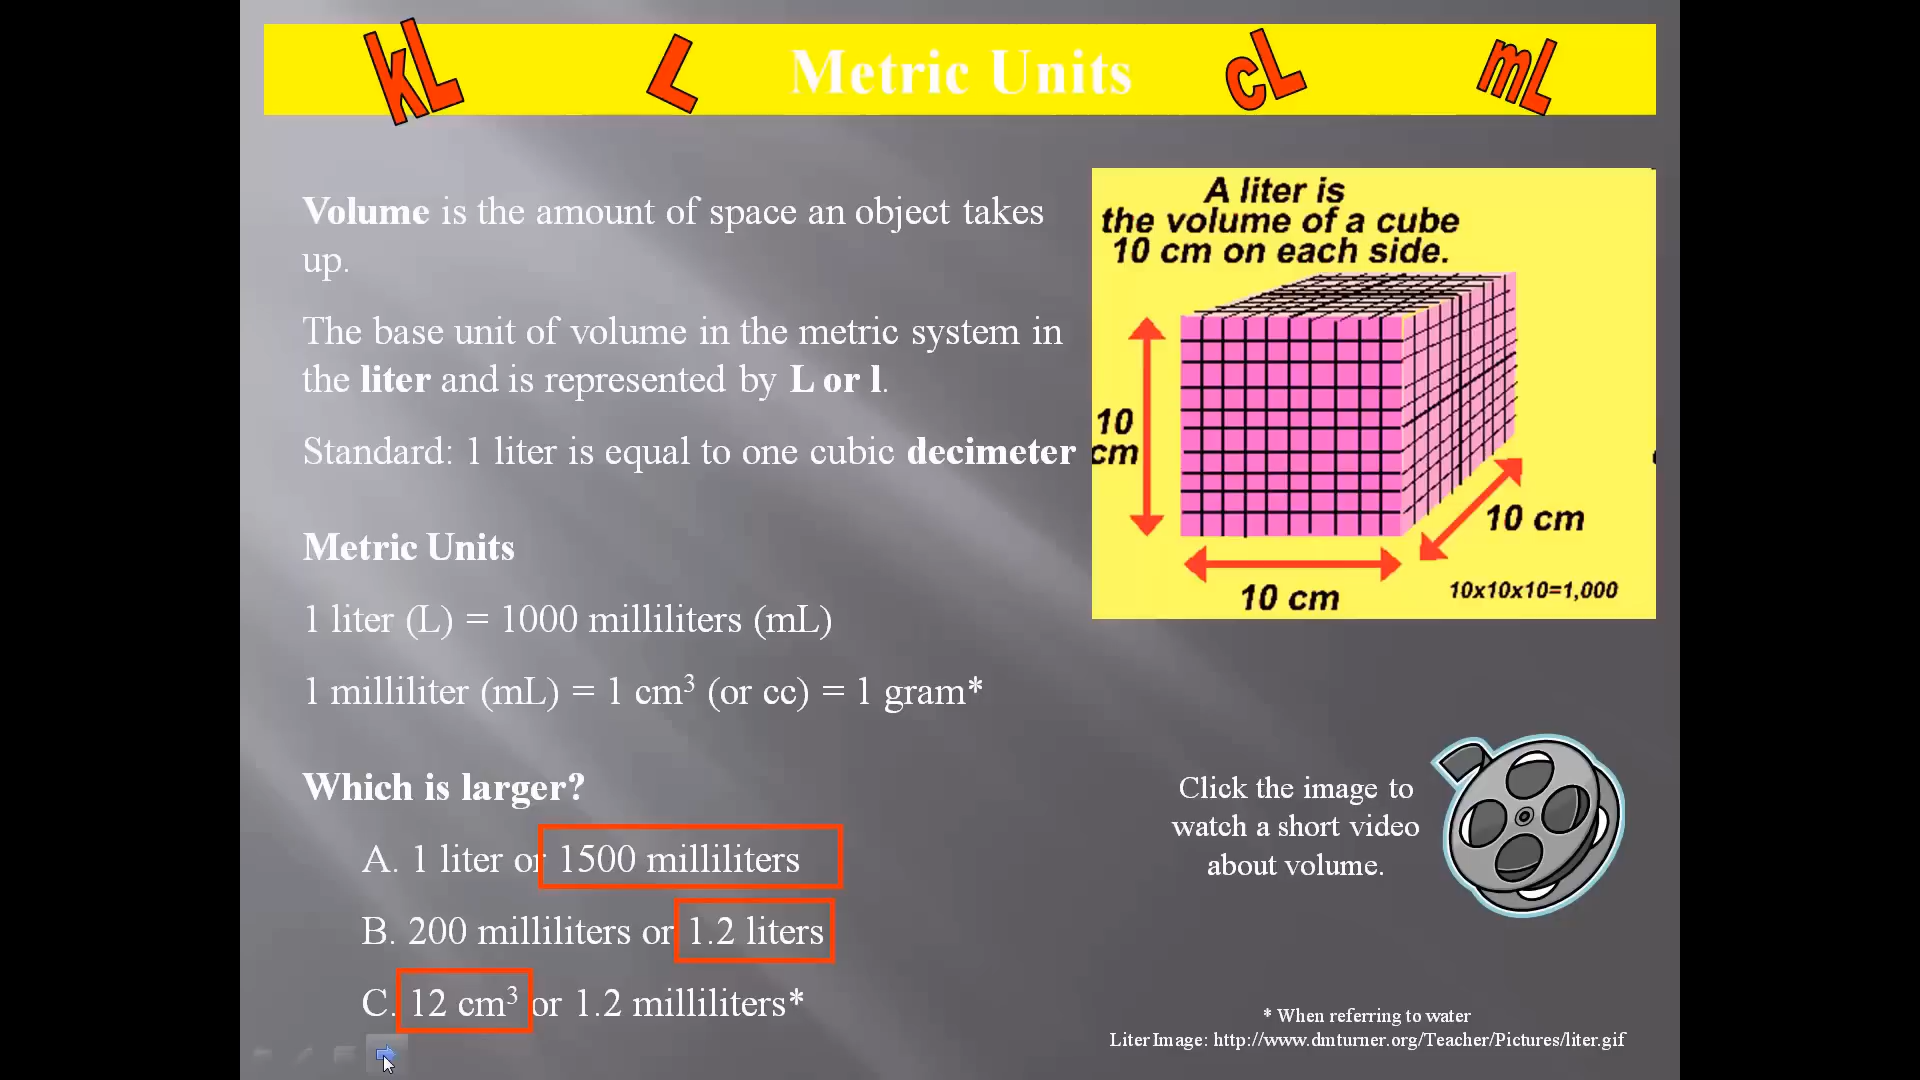 kL L Metric Units cL mL
Volume is the amount of space an object takes
up.
The base unit of volume in the metric system in
the liter and is represented by L or l.
Standard: 1 liter is equal to one cubic decimeter
Metric Units
1 liter (L) = 1000 milliliters (mL)
1 milliliter (mL) = 1 cm³ (or cc) = 1 gram*
Which is larger?
A. 1 liter or 1500 milliliters
B. 200 milliliters or 1.2 liters
C. 12 cm³ or 1.2 milliliters*
A liter is
the volume of a cube
10 cm on each side.
10
cm
10 cm
10 cm
10x10x10=1,000
Click the image to
watch a short video
about volume.
* When referring to water
Liter Image: http://www.dmturner.org/Teacher/Pictures/liter.gif